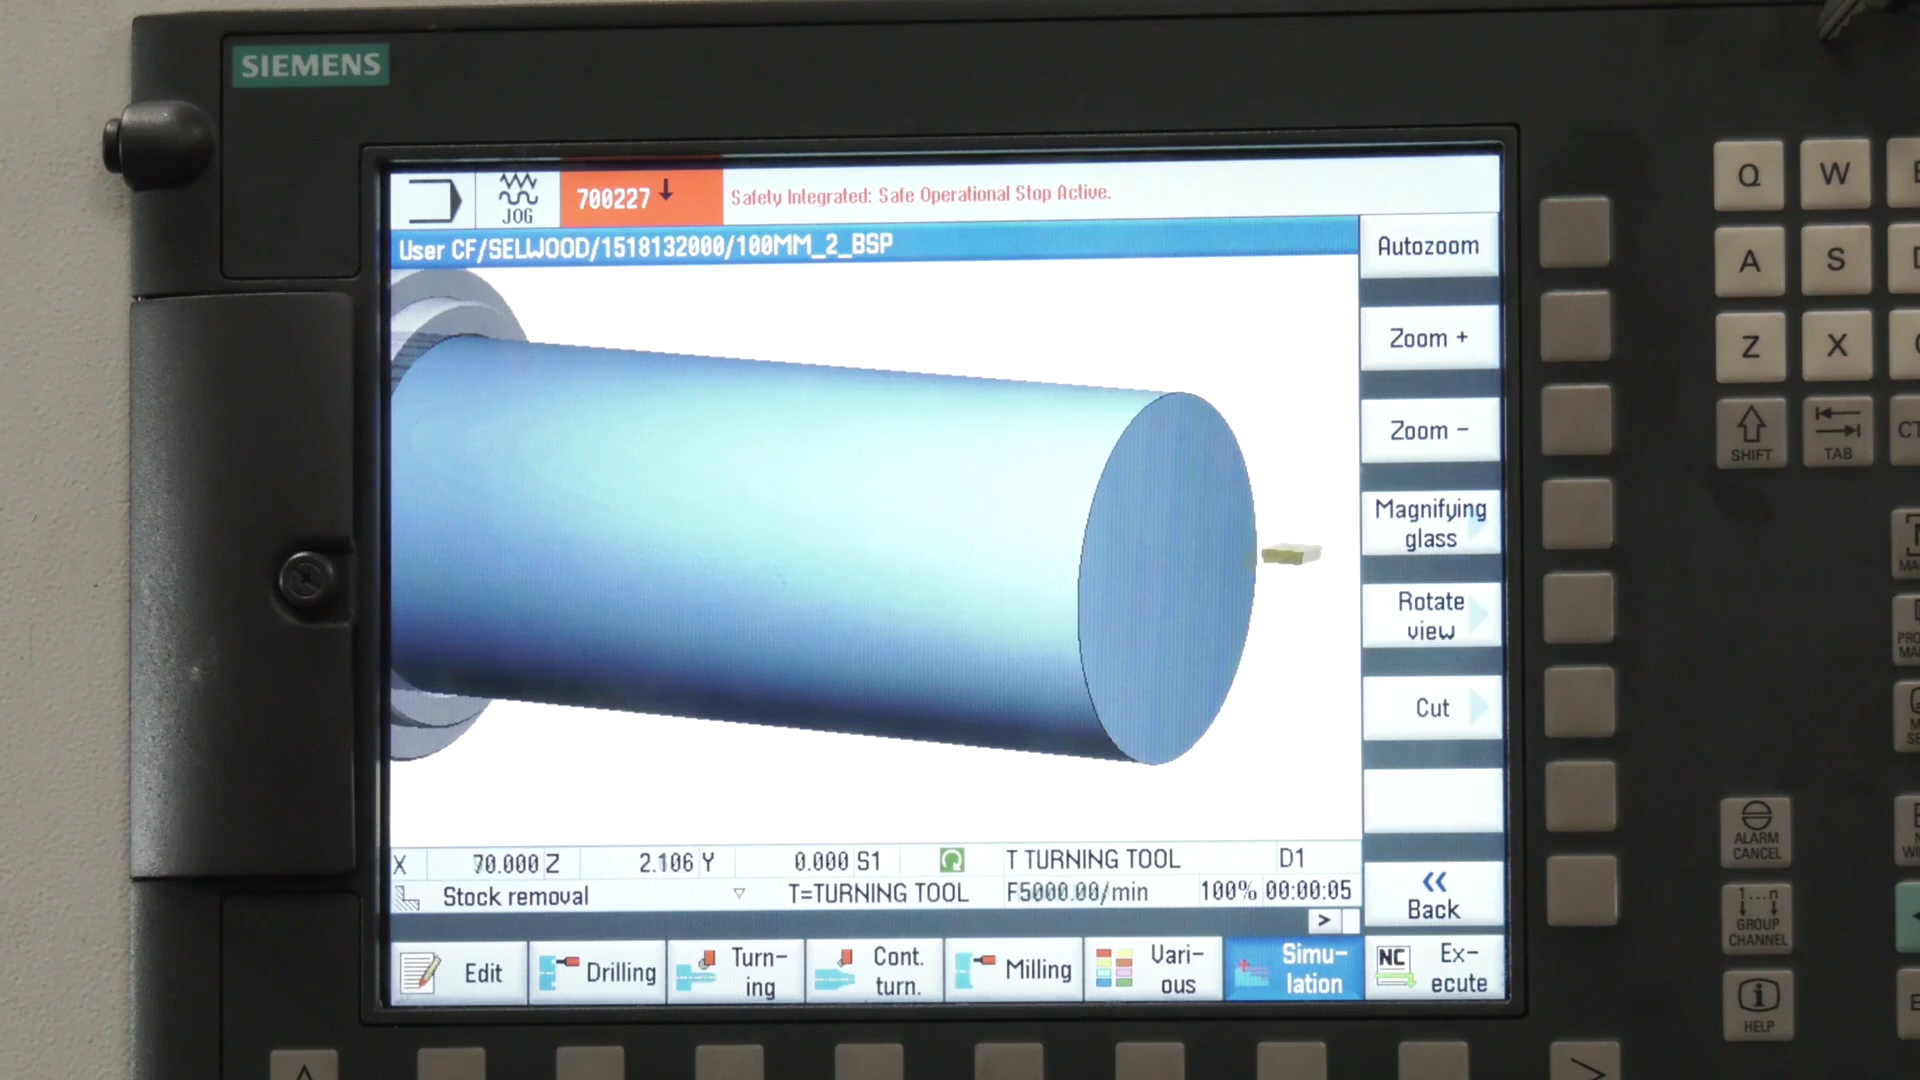 SIEMENS
JOG
700227
Safety Integrated: Safe Operational Stop Active.
User CF/SELWOOD/1518132000/100MM_2_BSP
Autozoom
Zoom +
Zoom -
Magnifying
glass
Rotate
view
Cut
«
Back
X 70.000 Z 2.106 Y 0.000 S1 T TURNING TOOL D1
Stock removal T=TURNING TOOL F5000.00/min 100% 00:00:05
>
Edit
Drilling
Turn-
ing
Cont.
turn.
Milling
Vari-
ous
Simu-
lation
NC Ex-
ecute
Q W
A S
Z X
SHIFT
TAB
ALARM
CANCEL
1...n
GROUP
CHANNEL
i
HELP
>